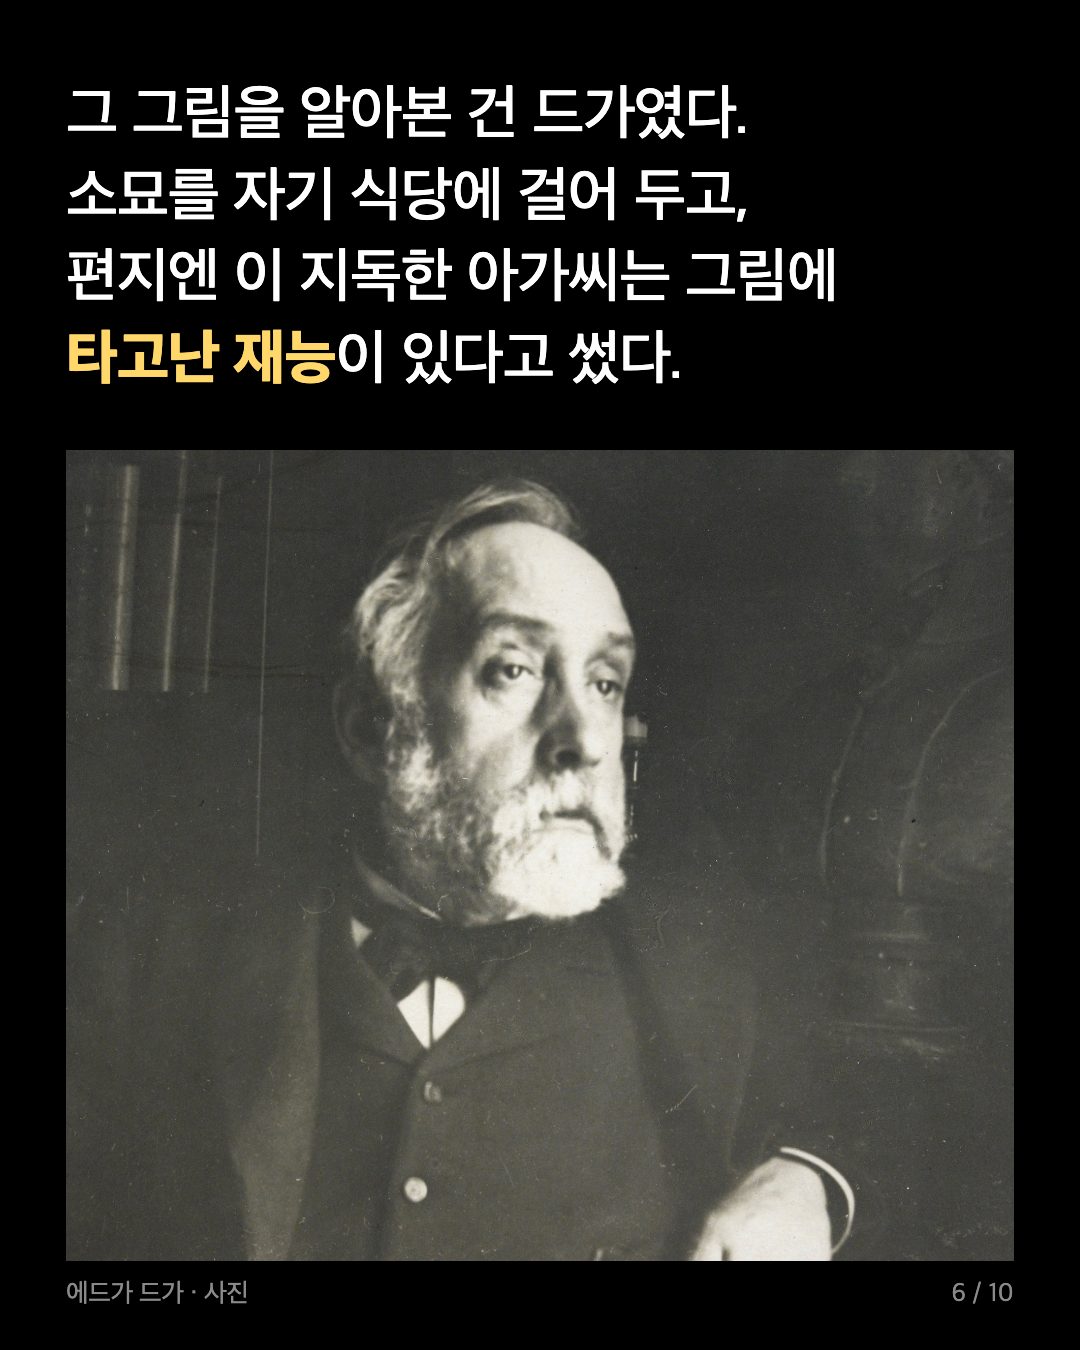 그 그림을 알아본 건 드가였다.
소묘를 자기 식당에 걸어 두고,
편지엔 이 지독한 아가씨는 그림에
타고난 재능이 있다고 썼다.
에드가 드가 · 사진
6 / 10